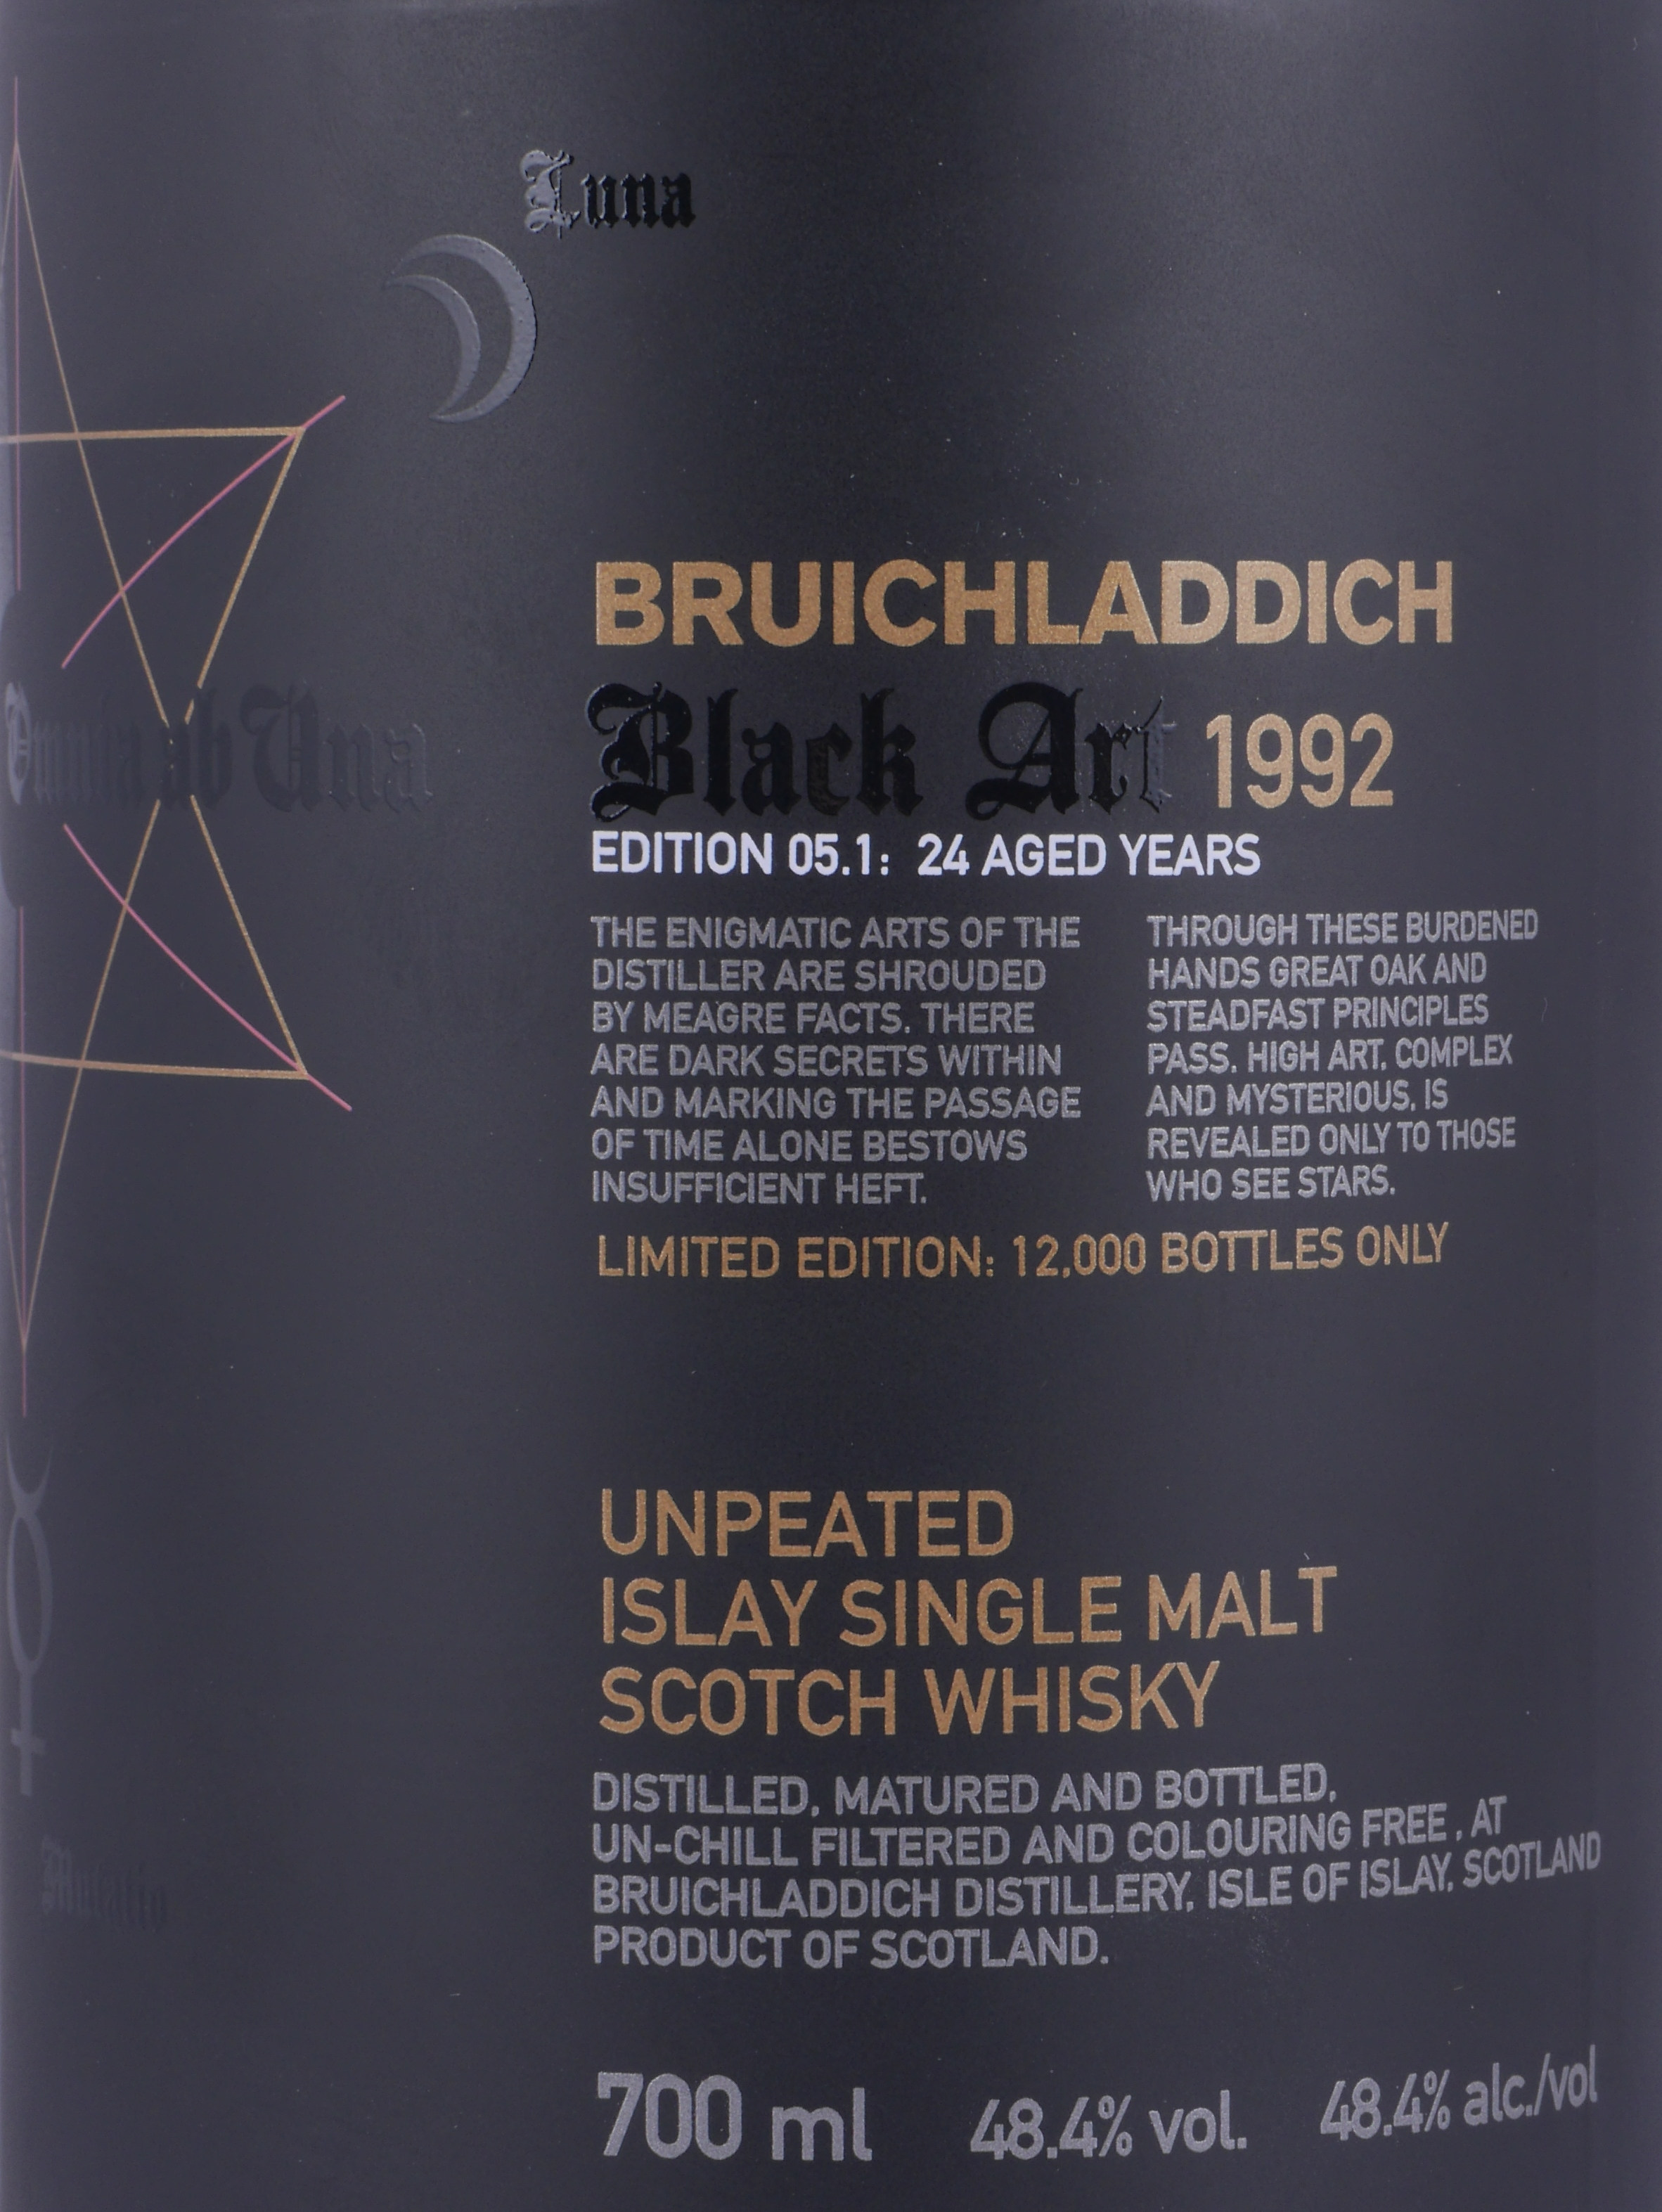 Luna
Omnia ab Una
BRUICHLADDICH
Black Art 1992
EDITION 05.1: 24 AGED YEARS
THE ENIGMATIC ARTS OF THE
DISTILLER ARE SHROUDED
BY MEAGRE FACTS. THERE
ARE DARK SECRETS WITHIN
AND MARKING THE PASSAGE
OF TIME ALONE BESTOWS
INSUFFICIENT HEFT.
THROUGH THESE BURDENED
HANDS GREAT OAK AND
STEADFAST PRINCIPLES
PASS. HIGH ART, COMPLEX
AND MYSTERIOUS, IS
REVEALED ONLY TO THOSE
WHO SEE STARS.
LIMITED EDITION: 12,000 BOTTLES ONLY
UNPEATED
ISLAY SINGLE MALT
SCOTCH WHISKY
DISTILLED, MATURED AND BOTTLED,
UN-CHILL FILTERED AND COLOURING FREE , AT
BRUICHLADDICH DISTILLERY, ISLE OF ISLAY, SCOTLAND
PRODUCT OF SCOTLAND.
700 ml 48.4% vol. 48.4% alc./vol